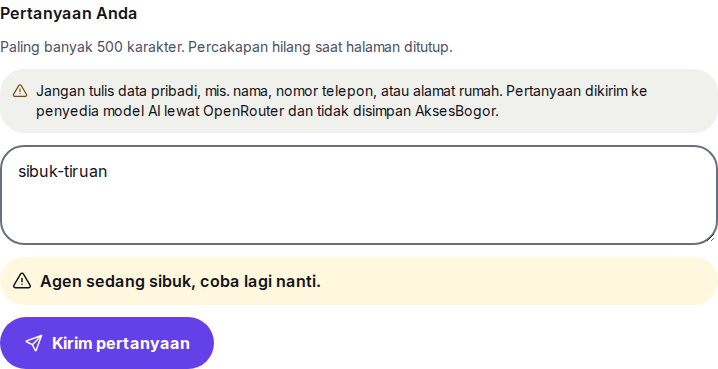 Pertanyaan Anda
Paling banyak 500 karakter. Percakapan hilang saat halaman ditutup.
Jangan tulis data pribadi, mis. nama, nomor telepon, atau alamat rumah. Pertanyaan dikirim ke
penyedia model AI lewat OpenRouter dan tidak disimpan AksesBogor.
sibuk-tiruan
Agen sedang sibuk, coba lagi nanti.
Kirim pertanyaan